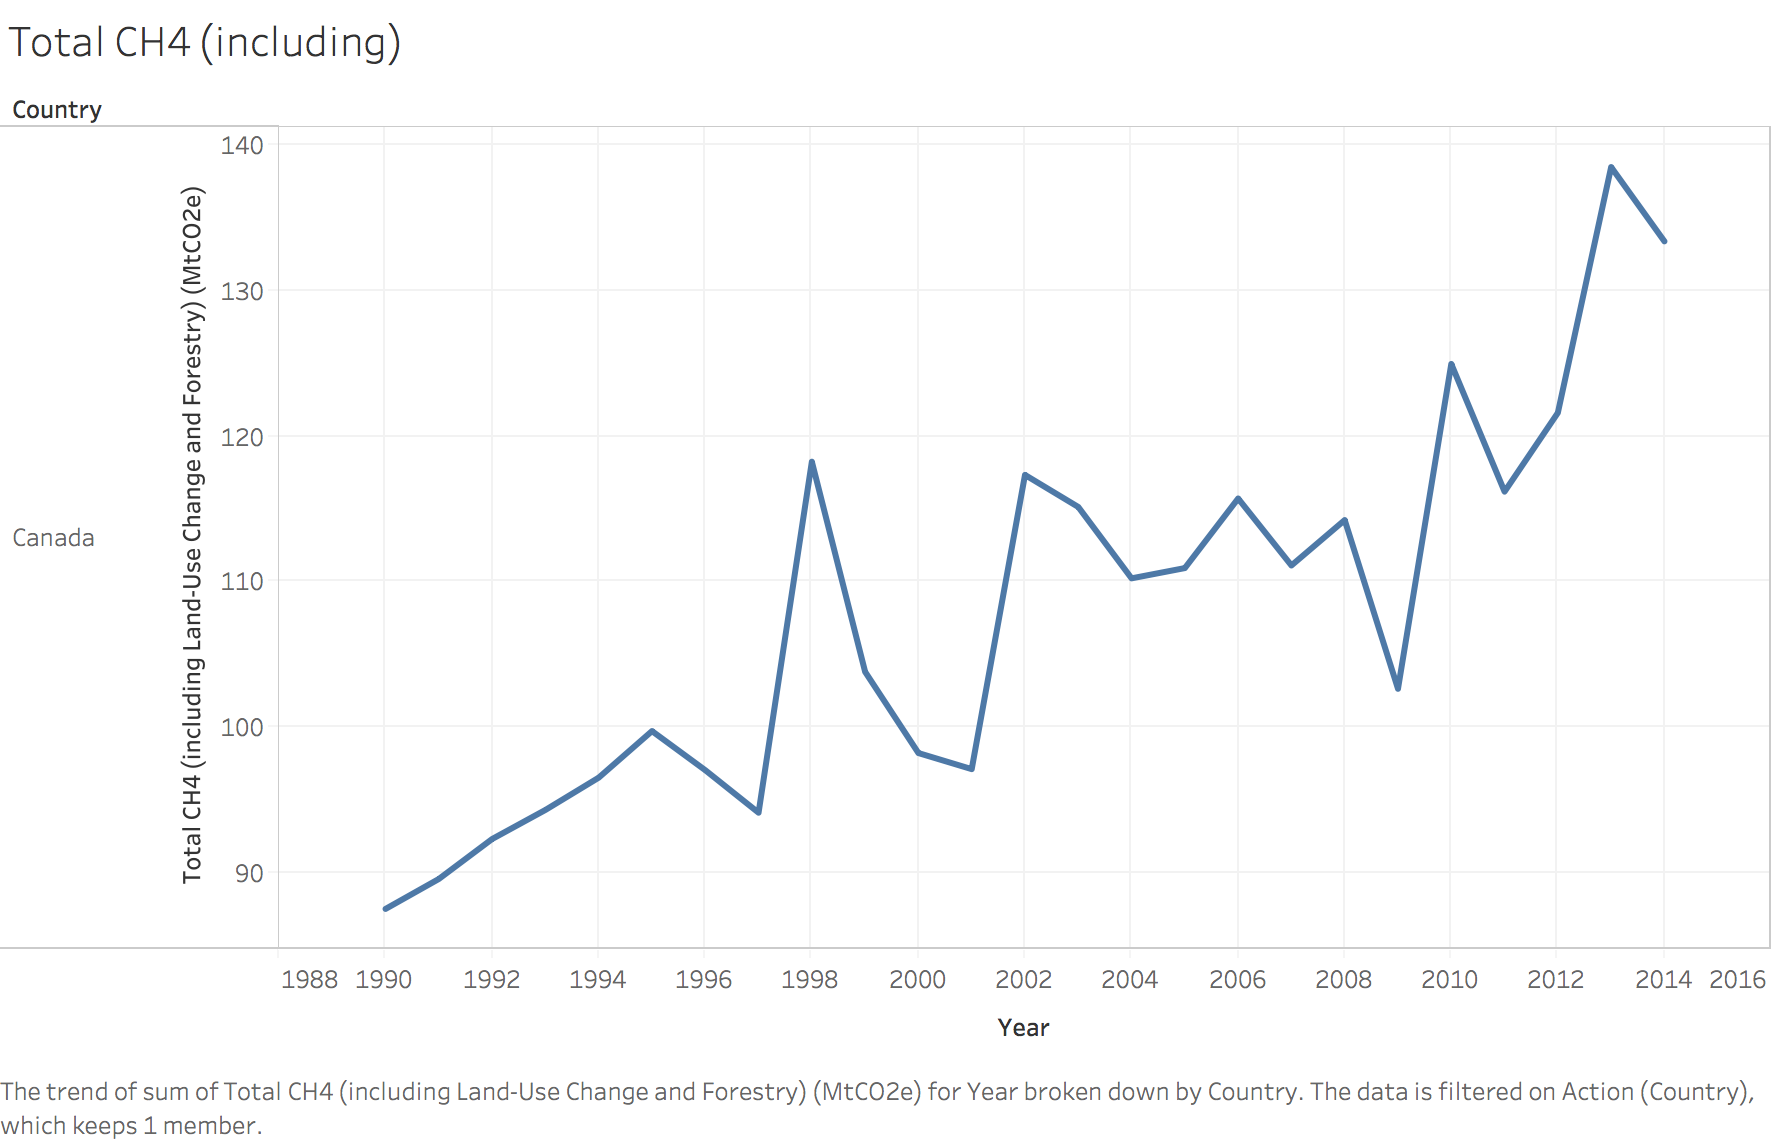 Total CH4 (including)
Country
Canada
Total CH4 (including Land-Use Change and Forestry) (MtCO2e)
140
130
120
110
100
90
1988 1990 1992 1994 1996 1998 2000 2002 2004 2006 2008 2010 2012 2014 2016
Year
The trend of sum of Total CH4 (including Land-Use Change and Forestry) (MtCO2e) for Year broken down by Country. The data is filtered on Action (Country),
which keeps 1 member.